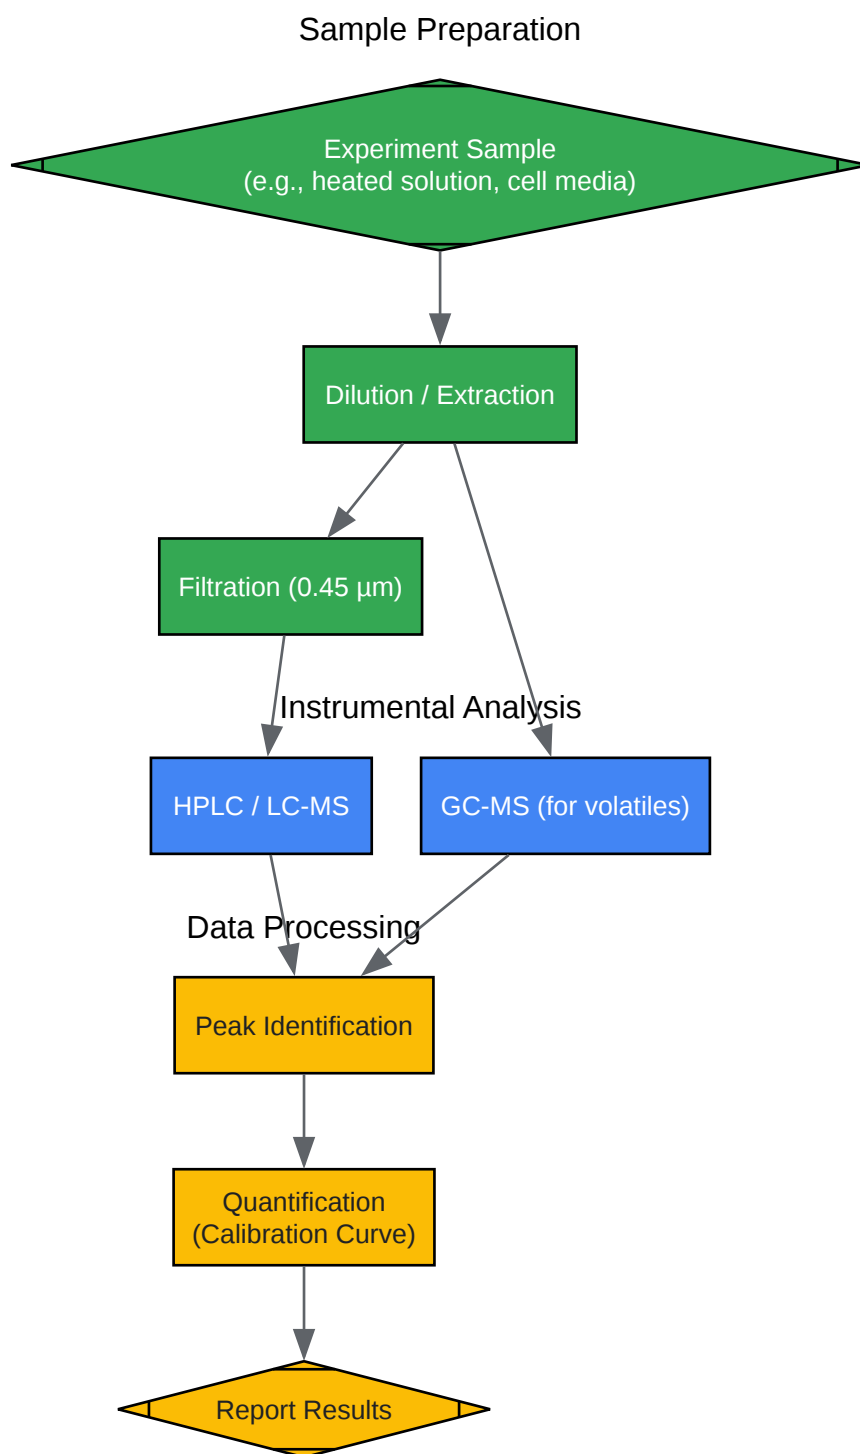 Sample Preparation
Experiment Sample
(e.g., heated solution, cell media)
Dilution / Extraction
Filtration (0.45 µm)
Instrumental Analysis
HPLC / LC-MS
GC-MS (for volatiles)
Data Processing
Peak Identification
Quantification
(Calibration Curve)
Report Results